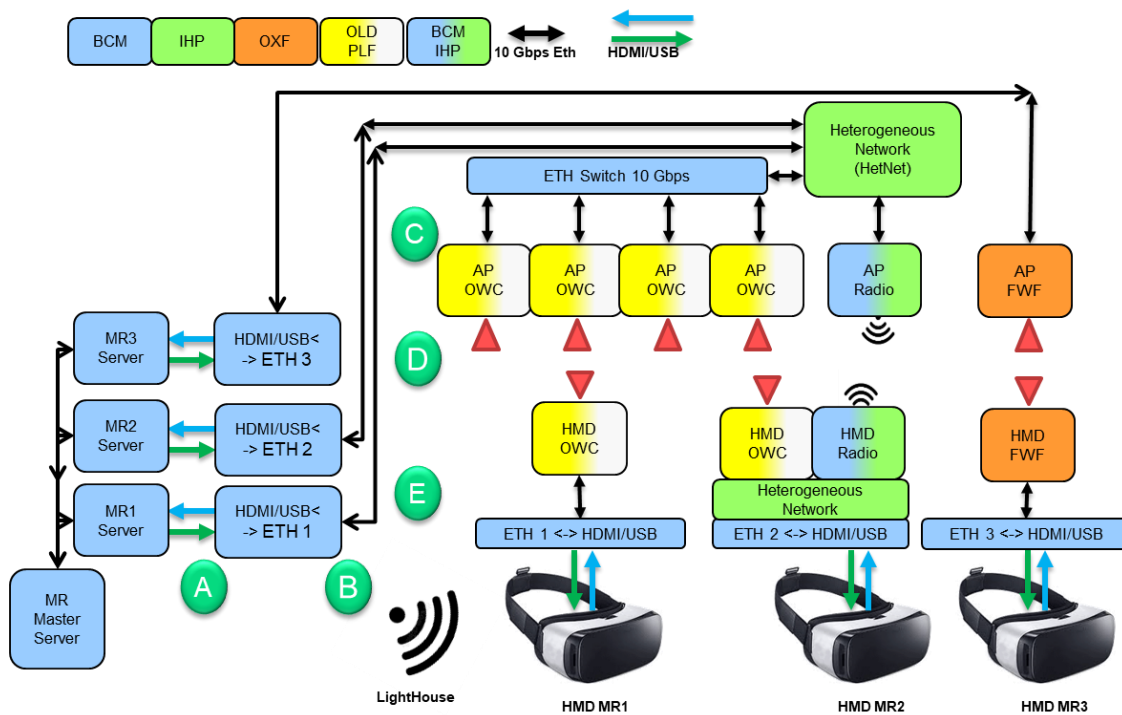 BCM
IHP
OXF
OLD
PLF
BCM
IHP
10 Gbps Eth
HDMI/USB
Heterogeneous
Network
(HetNet)
ETH Switch 10 Gbps
C
AP
OWC
AP
OWC
AP
OWC
AP
OWC
AP
Radio
AP
FWF
MR3
Server
HDMI/USB<
-> ETH 3
D
MR2
Server
HDMI/USB<
-> ETH 2
HMD
OWC
HMD
OWC
HMD
Radio
HMD
FWF
E
Heterogeneous
Network
MR1
Server
HDMI/USB<
-> ETH 1
ETH 1 <-> HDMI/USB
ETH 2 <-> HDMI/USB
ETH 3 <-> HDMI/USB
A
B
MR
Master
Server
LightHouse
HMD MR1
HMD MR2
HMD MR3